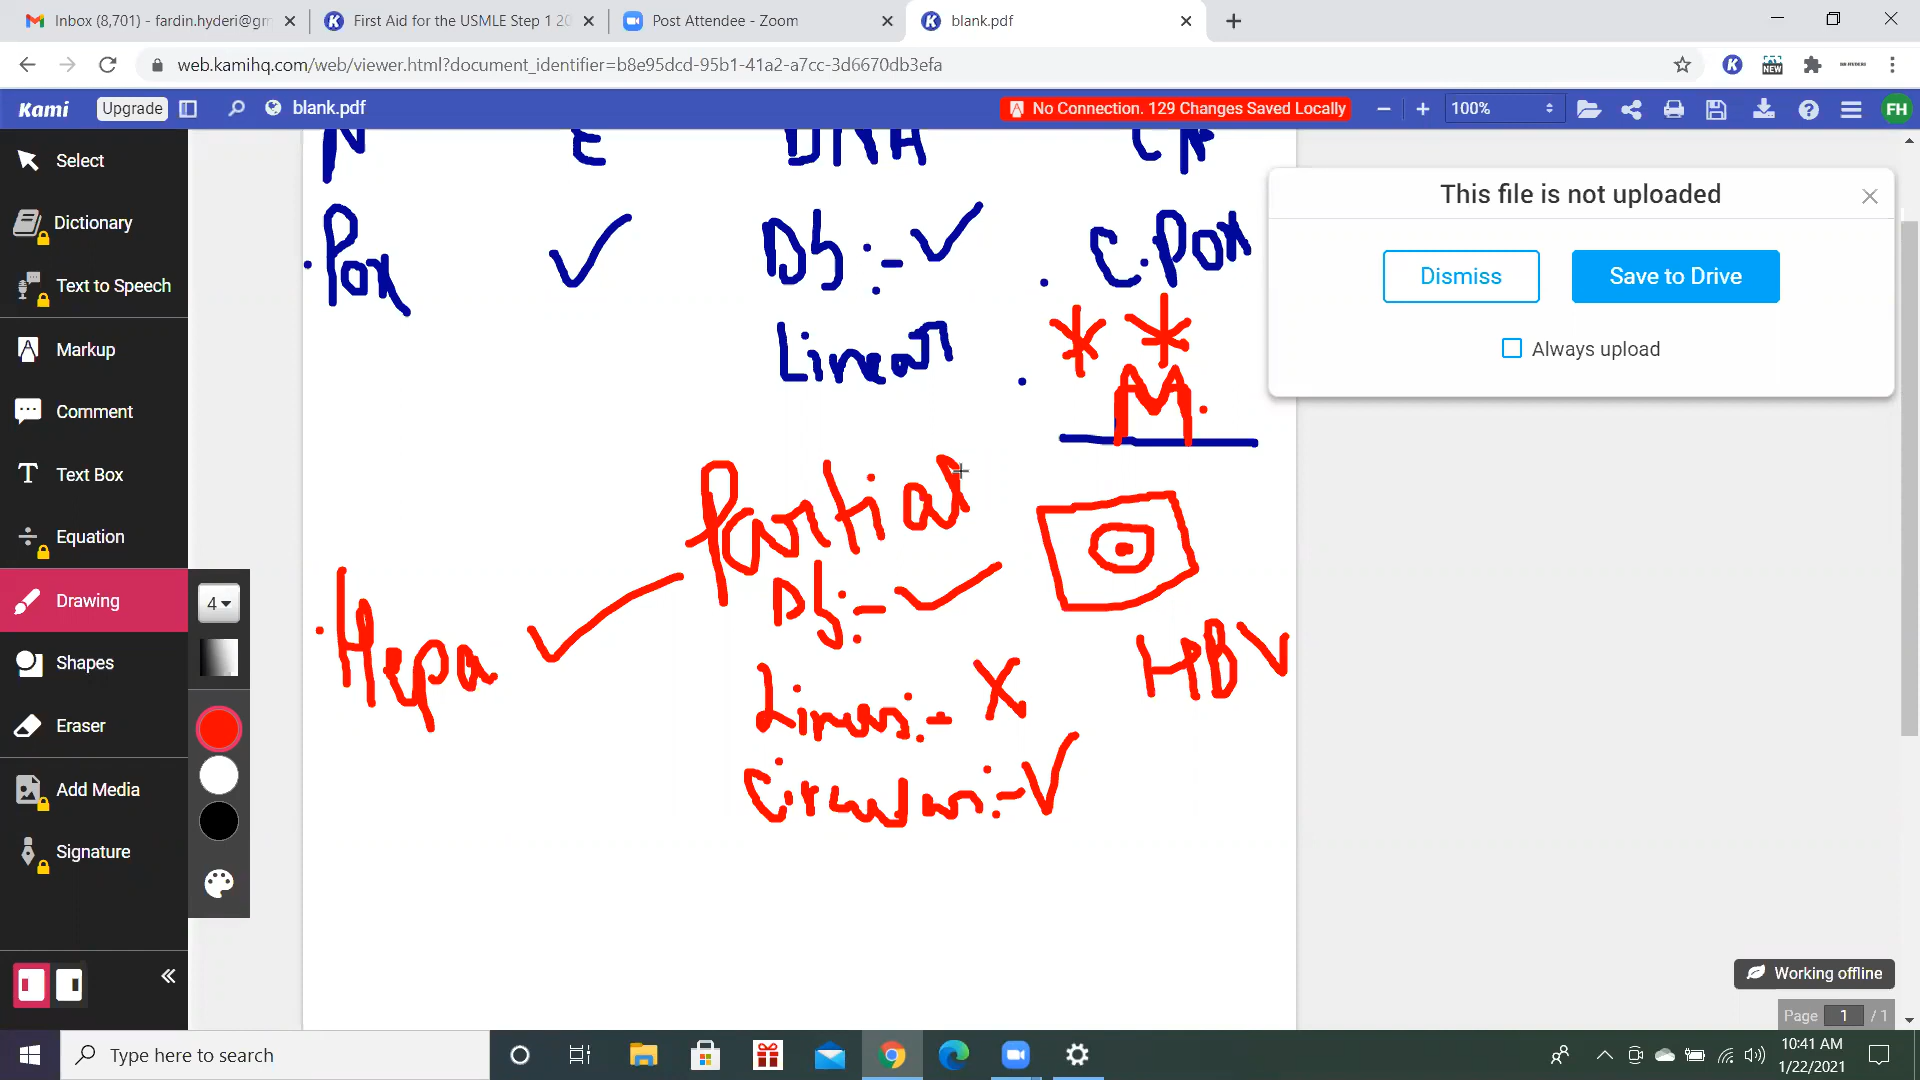 Inbox (8,701) - fardin.hyderi@gm
First Aid for the USMLE Step 1 20
Post Attendee - Zoom
blank.pdf
web.kamihq.com/web/viewer.html?document_identifier=b8e95dcd-95b1-41a2-a7cc-3d6670db3efa
NEW
Kami
Upgrade
blank.pdf
No Connection. 129 Changes Saved Locally
100%
FH
Select
Dictionary
Text to Speech
Markup
Comment
Text Box
Equation
Drawing
Shapes
Eraser
Add Media
Signature
4
N E DNA
Pox ✓ Ds:- ✓ C.Pox
Linear
M
Partial
Ds:- ✓
Hepa ✓
HBV
Linear:- X
Circular:- ✓
This file is not uploaded
Dismiss
Save to Drive
Always upload
Working offline
Page 1 / 1
Type here to search
10:41 AM
1/22/2021